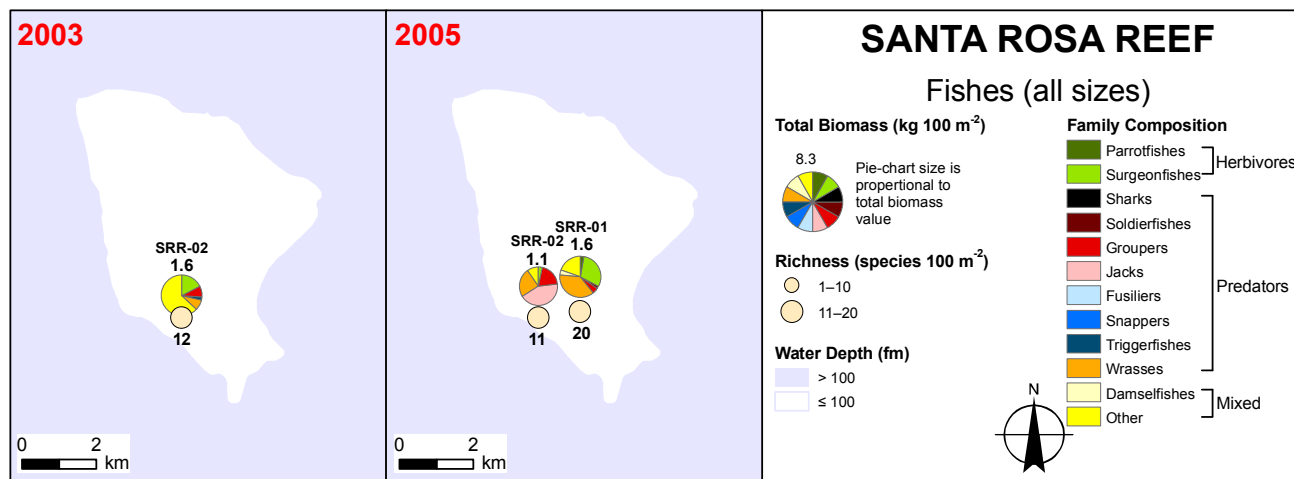 2003
SRR-02
1.6
12
0 2
km
2005
SRR-02
1.1
11
SRR-01
1.6
20
0 2
km
SANTA ROSA REEF
Fishes (all sizes)
Total Biomass (kg 100 m-2)
8.3
Pie-chart size is
proportional to
total biomass
value
Richness (species 100 m-2)
1–10
11–20
Water Depth (fm)
> 100
≤ 100
Family Composition
Parrotfishes
Surgeonfishes
Herbivores
Sharks
Soldierfishes
Groupers
Jacks
Fusiliers
Snappers
Triggerfishes
Wrasses
Predators
Damselfishes
Other
Mixed
N